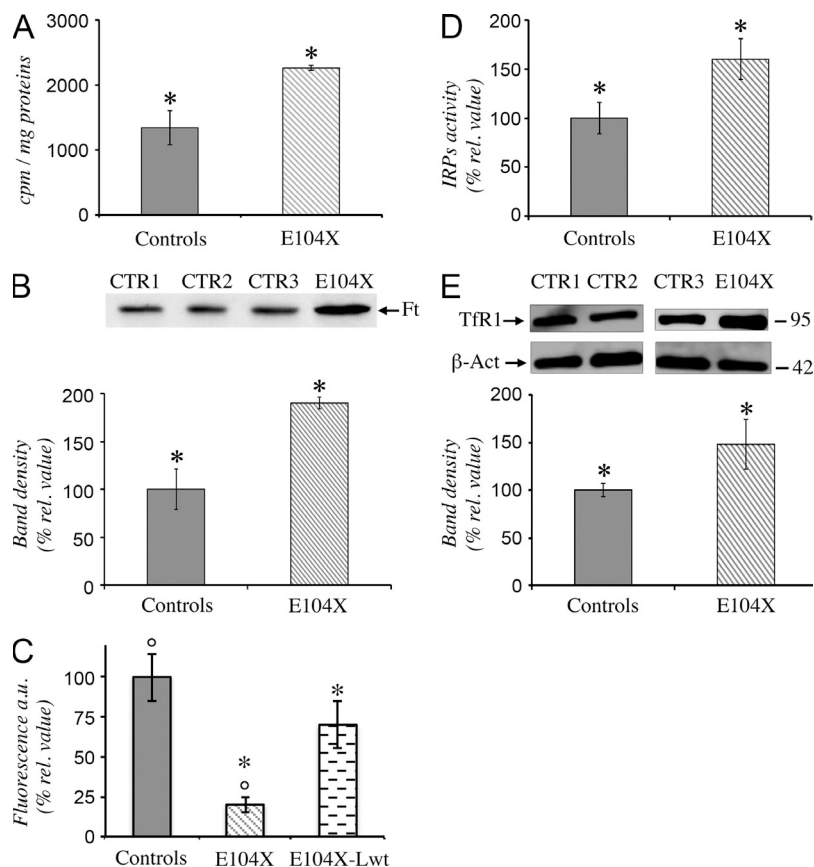 A
cpm / mg proteins
3000
2000
1000
0
*
*
Controls E104X
B
CTR1 CTR2 CTR3 E104X
Ft
Band density
(% rel. value)
200
150
100
50
0
*
*
Controls E104X
C
Fluorescence a.u.
(% rel. value)
100
75
50
25
0
°
*
°
*
Controls E104X E104X-Lwt
D
IRPs activity
(% rel. value)
200
150
100
50
0
*
*
Controls E104X
E
CTR1 CTR2 CTR3 E104X
TfR1 95
β-Act 42
Band density
(% rel. value)
200
150
100
50
0
*
*
Controls E104X